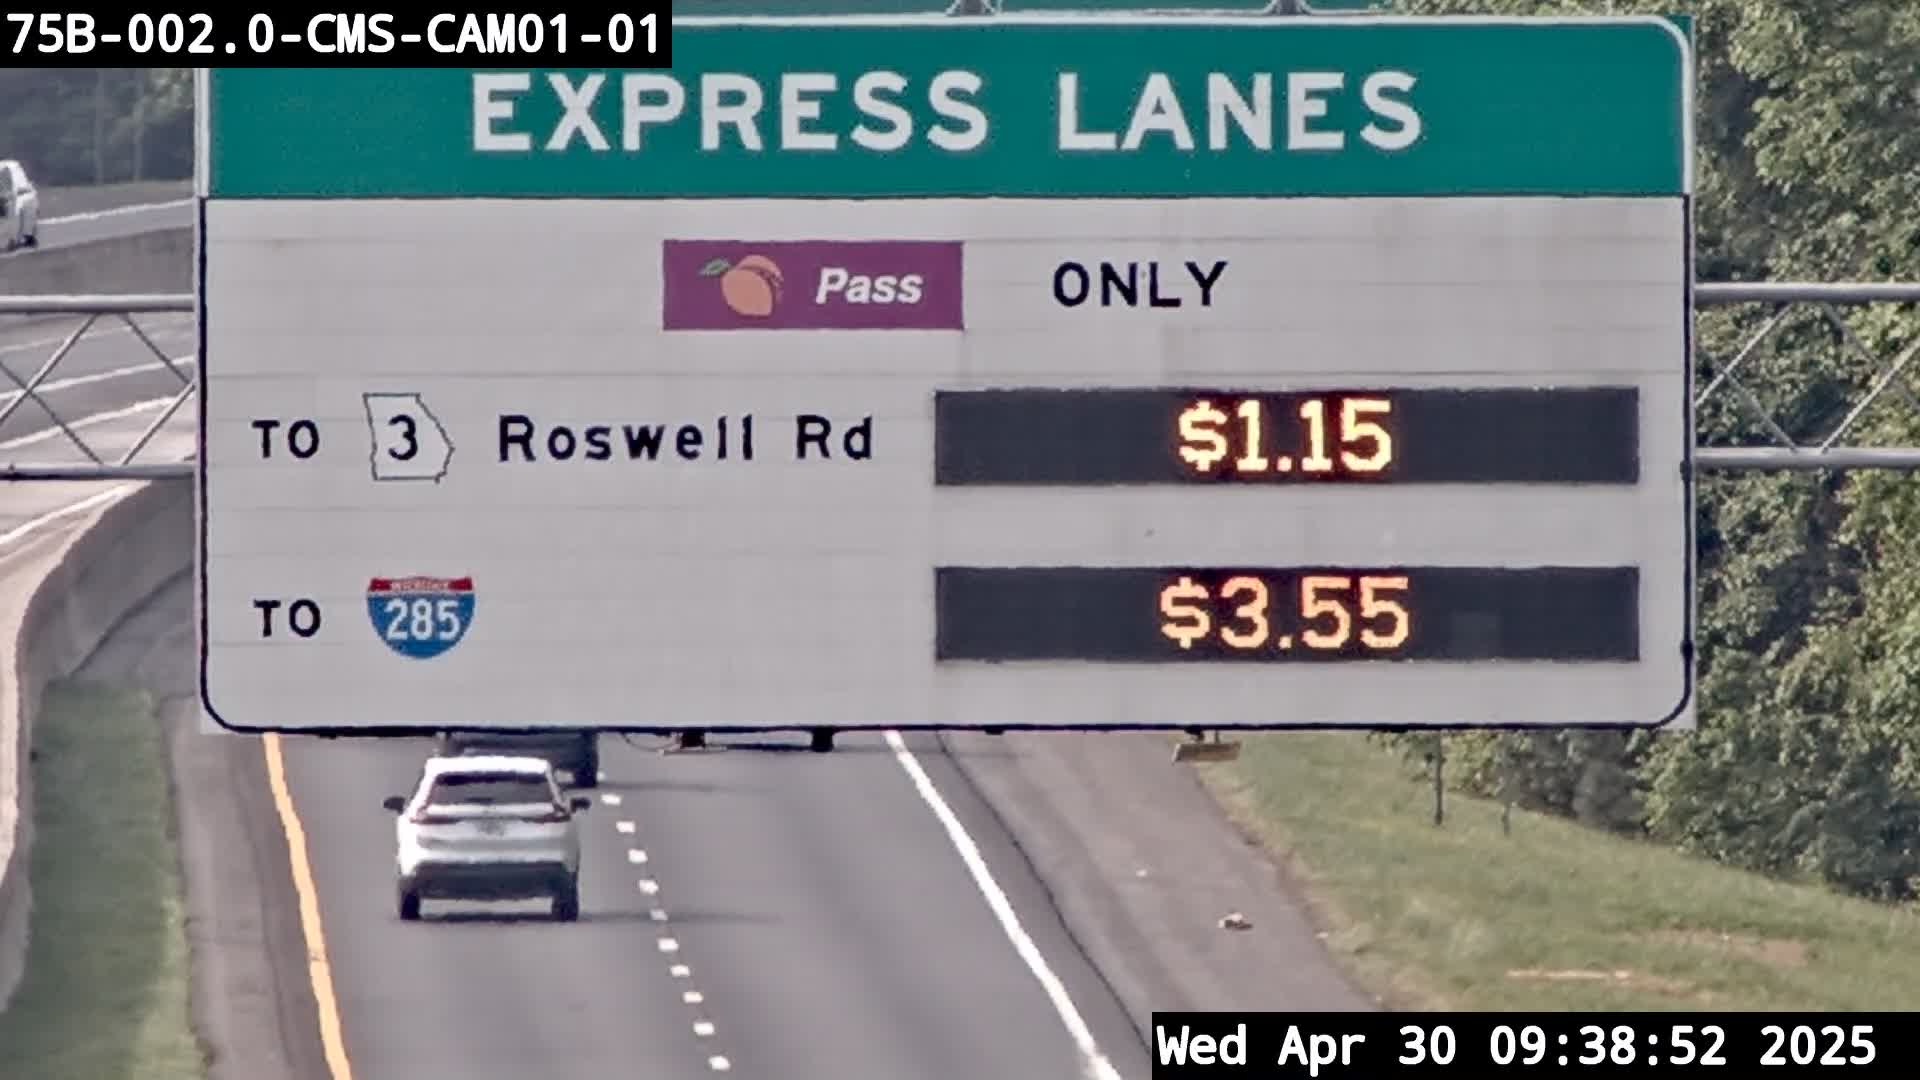 75B-002.0-CMS-CAM01-01
EXPRESS LANES
Pass ONLY
TO 3 Roswell Rd $1.15
INTERSTATE
TO 285 $3.55
Wed Apr 30 09:38:52 2025